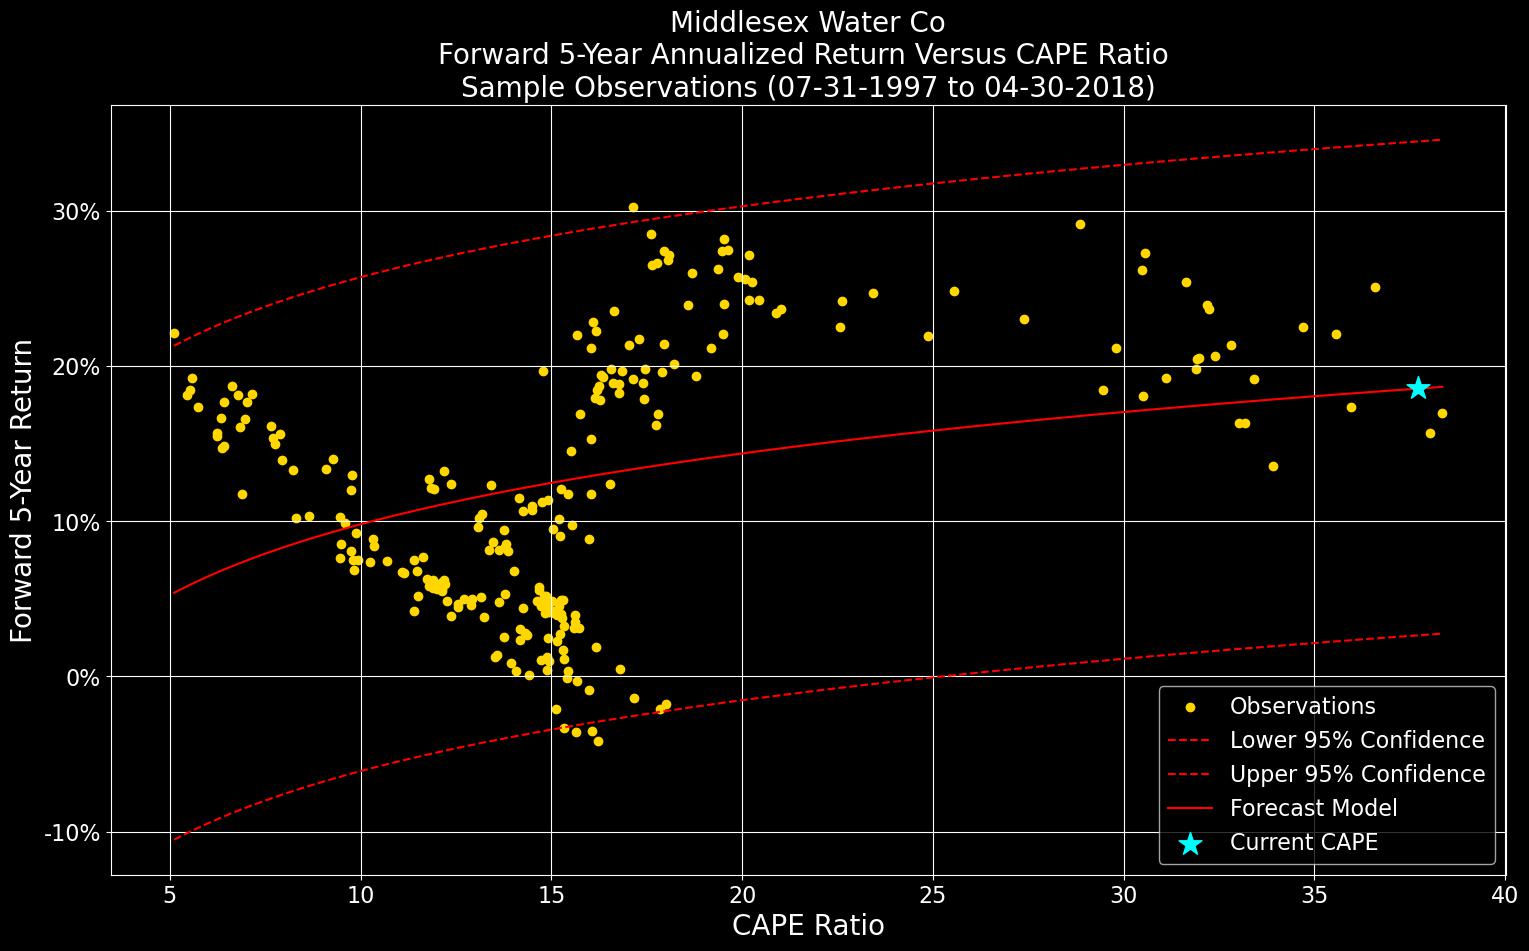 Middlesex Water Co
Forward 5-Year Annualized Return Versus CAPE Ratio
Sample Observations (07-31-1997 to 04-30-2018)
Forward 5-Year Return
30%
20%
10%
0%
-10%
5 10 15 20 25 30 35 40
CAPE Ratio
Observations
Lower 95% Confidence
Upper 95% Confidence
Forecast Model
Current CAPE